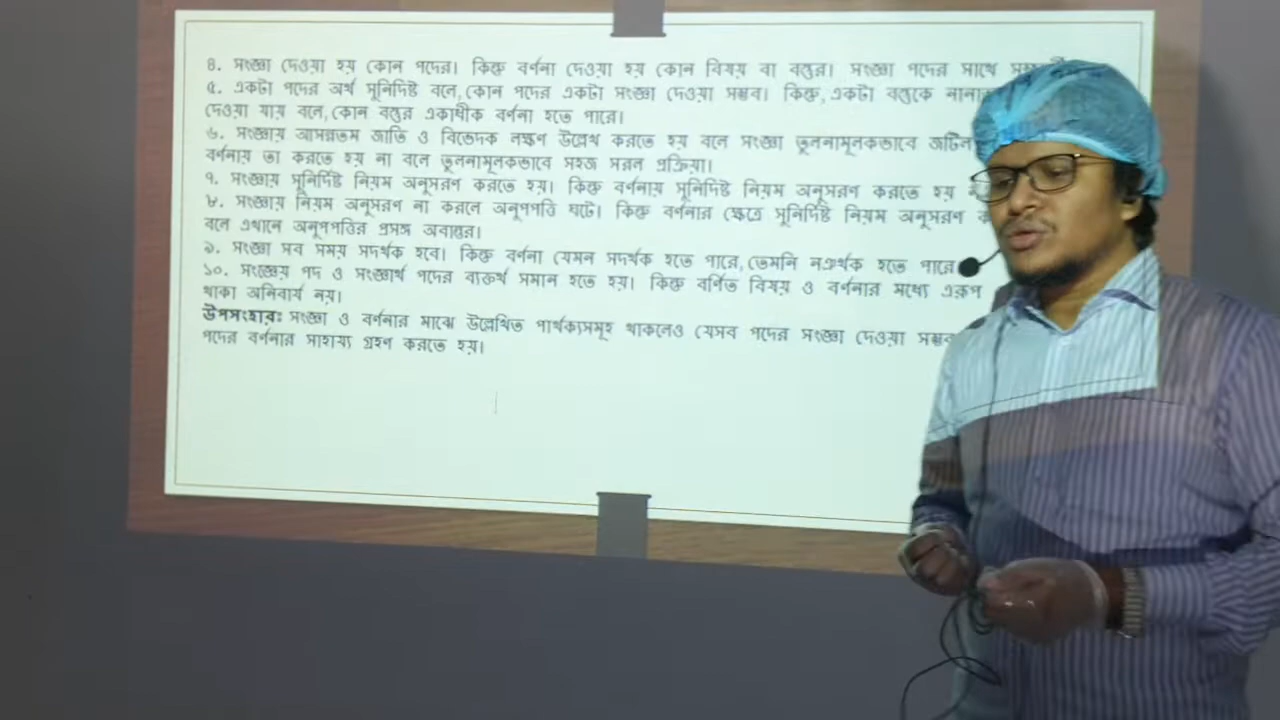 ৪. সংজ্ঞা দেওয়া হয় কোন পদের। কিন্তু বর্ণনা দেওয়া হয় কোন বিষয় বা বস্তুর। সংজ্ঞা পদের সাথে
৫. একটা পদের অর্থ সুনির্দিষ্ট বলে, কোন পদের একটা সংজ্ঞা দেওয়া সম্ভব। কিন্তু, একটা বস্তুকে
দেওয়া যায় বলে, কোন বস্তুর একাধীক বর্ণনা হতে পারে।
৬. সংজ্ঞায় আসন্নতম জাতি ও বিভেদক লক্ষণ উল্লেখ করতে হয় বলে সংজ্ঞা তুলনামূলকভাবে জটিল
বর্ণনায় তা করতে হয় না বলে তুলনামূলকভাবে সহজ সরল প্রক্রিয়া।
৭. সংজ্ঞায় সুনির্দিষ্ট নিয়ম অনুসরণ করতে হয়। কিন্তু বর্ণনায় সুনির্দিষ্ট নিয়ম অনুসরণ করতে হয়
৮. সংজ্ঞায় নিয়ম অনুসরণ না করলে অনুপপত্তি ঘটে। কিন্তু বর্ণনার ক্ষেত্রে সুনির্দিষ্ট নিয়ম অনুসরণ
বলে এখানে অনুপপত্তির প্রসঙ্গ অবান্তর।
৯. সংজ্ঞা সব সময় সদর্থক হবে। কিন্তু বর্ণনা যেমন সদর্থক হতে পারে, তেমনি নঞর্থক হতে পারে
১০. সংজ্ঞেয় পদ ও সংজ্ঞার্থ পদের ব্যক্তর্থ সমান হতে হয়। কিন্তু বর্ণিত বিষয় ও বর্ণনার মধ্যে এরূপ
থাকা অনিবার্য নয়।
উপসংহারঃ সংজ্ঞা ও বর্ণনার মাঝে উল্লেখিত পার্থক্যসমূহ থাকলেও যেসব পদের সংজ্ঞা দেওয়া সম্ভব
পদের বর্ণনার সাহায্য গ্রহণ করতে হয়।